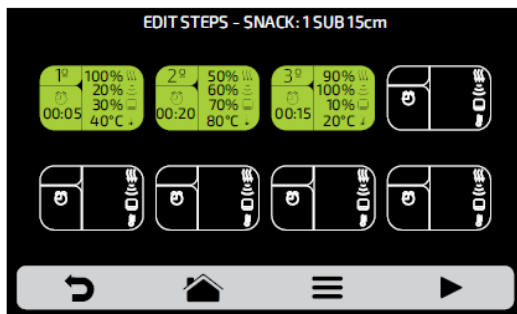 EDIT STEPS - SNACK: 1 SUB 15cm
1º 100%
20%
30%
00:05 40°C
2º 50%
60%
70%
00:20 80°C
3º 90%
100%
10%
00:15 20°C